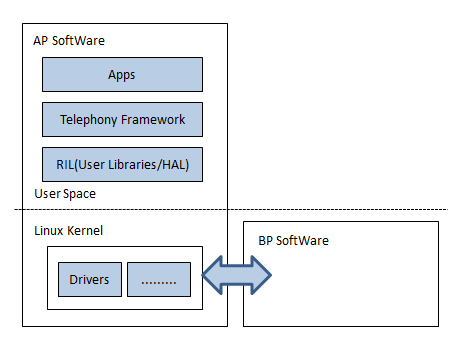 AP SoftWare
Apps
Telephony Framework
RIL(User Libraries/HAL)
User Space
Linux Kernel
BP SoftWare
Drivers
.........